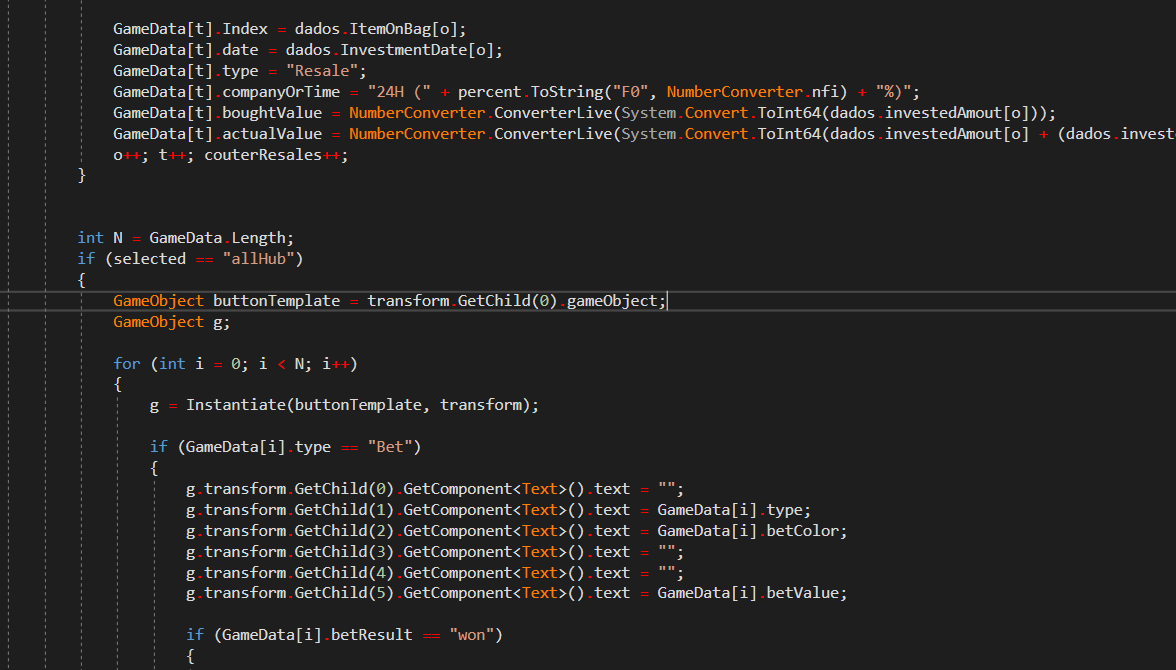 GameData[t].Index = dados.ItemOnBag[o];
GameData[t].date = dados.InvestmentDate[o];
GameData[t].type = "Resale";
GameData[t].companyOrTime = "24H (" + percent.ToString("F0", NumberConverter.nfi) + "%)";
GameData[t].boughtValue = NumberConverter.ConverterLive(System.Convert.ToInt64(dados.investedAmout[o]));
GameData[t].actualValue = NumberConverter.ConverterLive(System.Convert.ToInt64(dados.investedAmout[o] + (dados.invest
o++; t++; couterResales++;
}
int N = GameData.Length;
if (selected == "allHub")
{
GameObject buttonTemplate = transform.GetChild(0).gameObject;
GameObject g;
for (int i = 0; i < N; i++)
{
g = Instantiate(buttonTemplate, transform);
if (GameData[i].type == "Bet")
{
g.transform.GetChild(0).GetComponent<Text>().text = "";
g.transform.GetChild(1).GetComponent<Text>().text = GameData[i].type;
g.transform.GetChild(2).GetComponent<Text>().text = GameData[i].betColor;
g.transform.GetChild(3).GetComponent<Text>().text = "";
g.transform.GetChild(4).GetComponent<Text>().text = "";
g.transform.GetChild(5).GetComponent<Text>().text = GameData[i].betValue;
if (GameData[i].betResult == "won")
{